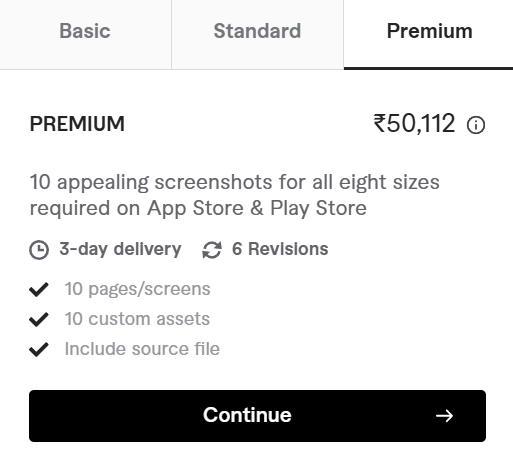 Basic
Standard
Premium
PREMIUM
₹50,112
10 appealing screenshots for all eight sizes
required on App Store & Play Store
3-day delivery
6 Revisions
10 pages/screens
10 custom assets
Include source file
Continue